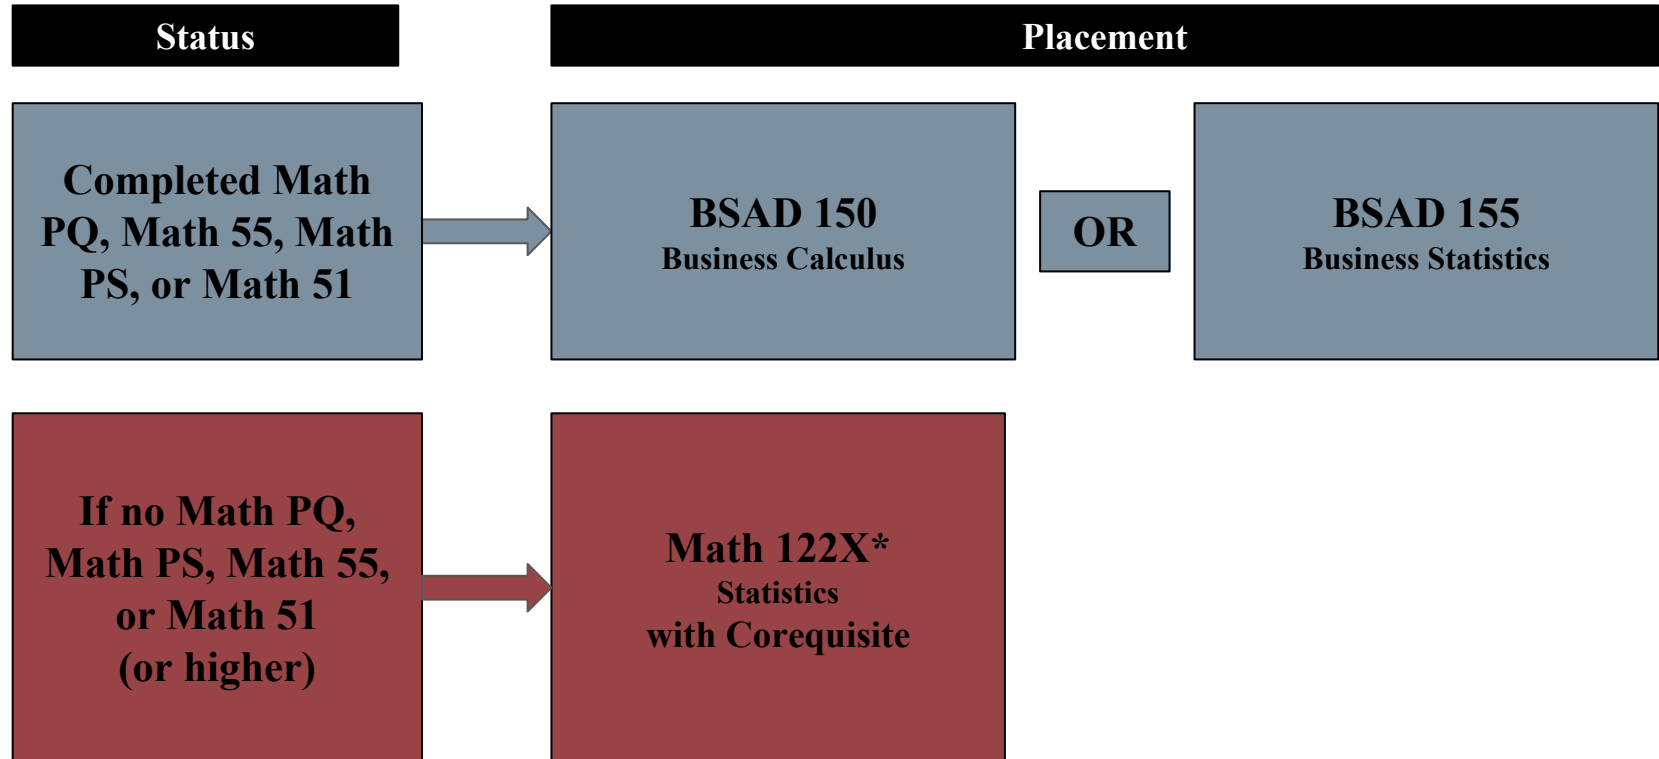 Status
Placement
Completed Math
PQ, Math 55, Math
PS, or Math 51
BSAD 150
Business Calculus
OR
BSAD 155
Business Statistics
If no Math PQ,
Math PS, Math 55,
or Math 51
(or higher)
Math 122X*
Statistics
with Corequisite